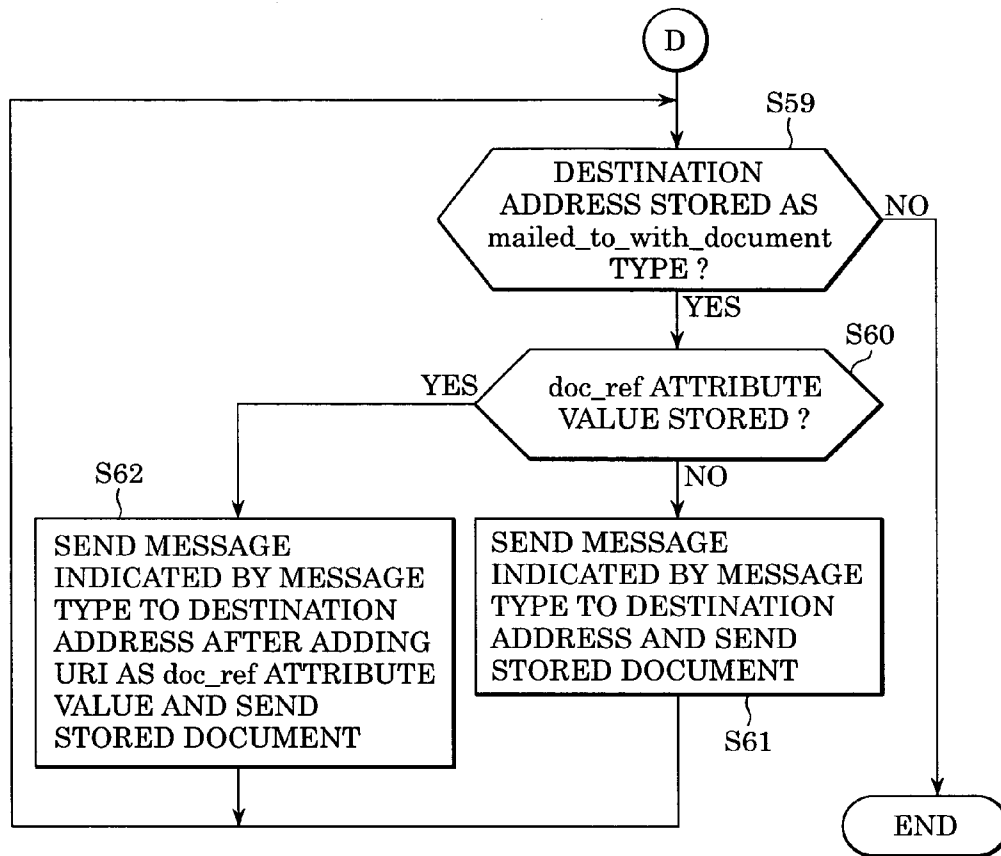 D
S59
DESTINATION
ADDRESS STORED AS
mailed_to_with_document
TYPE ?
NO
YES
S60
doc_ref ATTRIBUTE
VALUE STORED ?
YES
NO
S62
SEND MESSAGE
INDICATED BY MESSAGE
TYPE TO DESTINATION
ADDRESS AFTER ADDING
URI AS doc_ref ATTRIBUTE
VALUE AND SEND
STORED DOCUMENT
SEND MESSAGE
INDICATED BY MESSAGE
TYPE TO DESTINATION
ADDRESS AND SEND
STORED DOCUMENT
S61
END